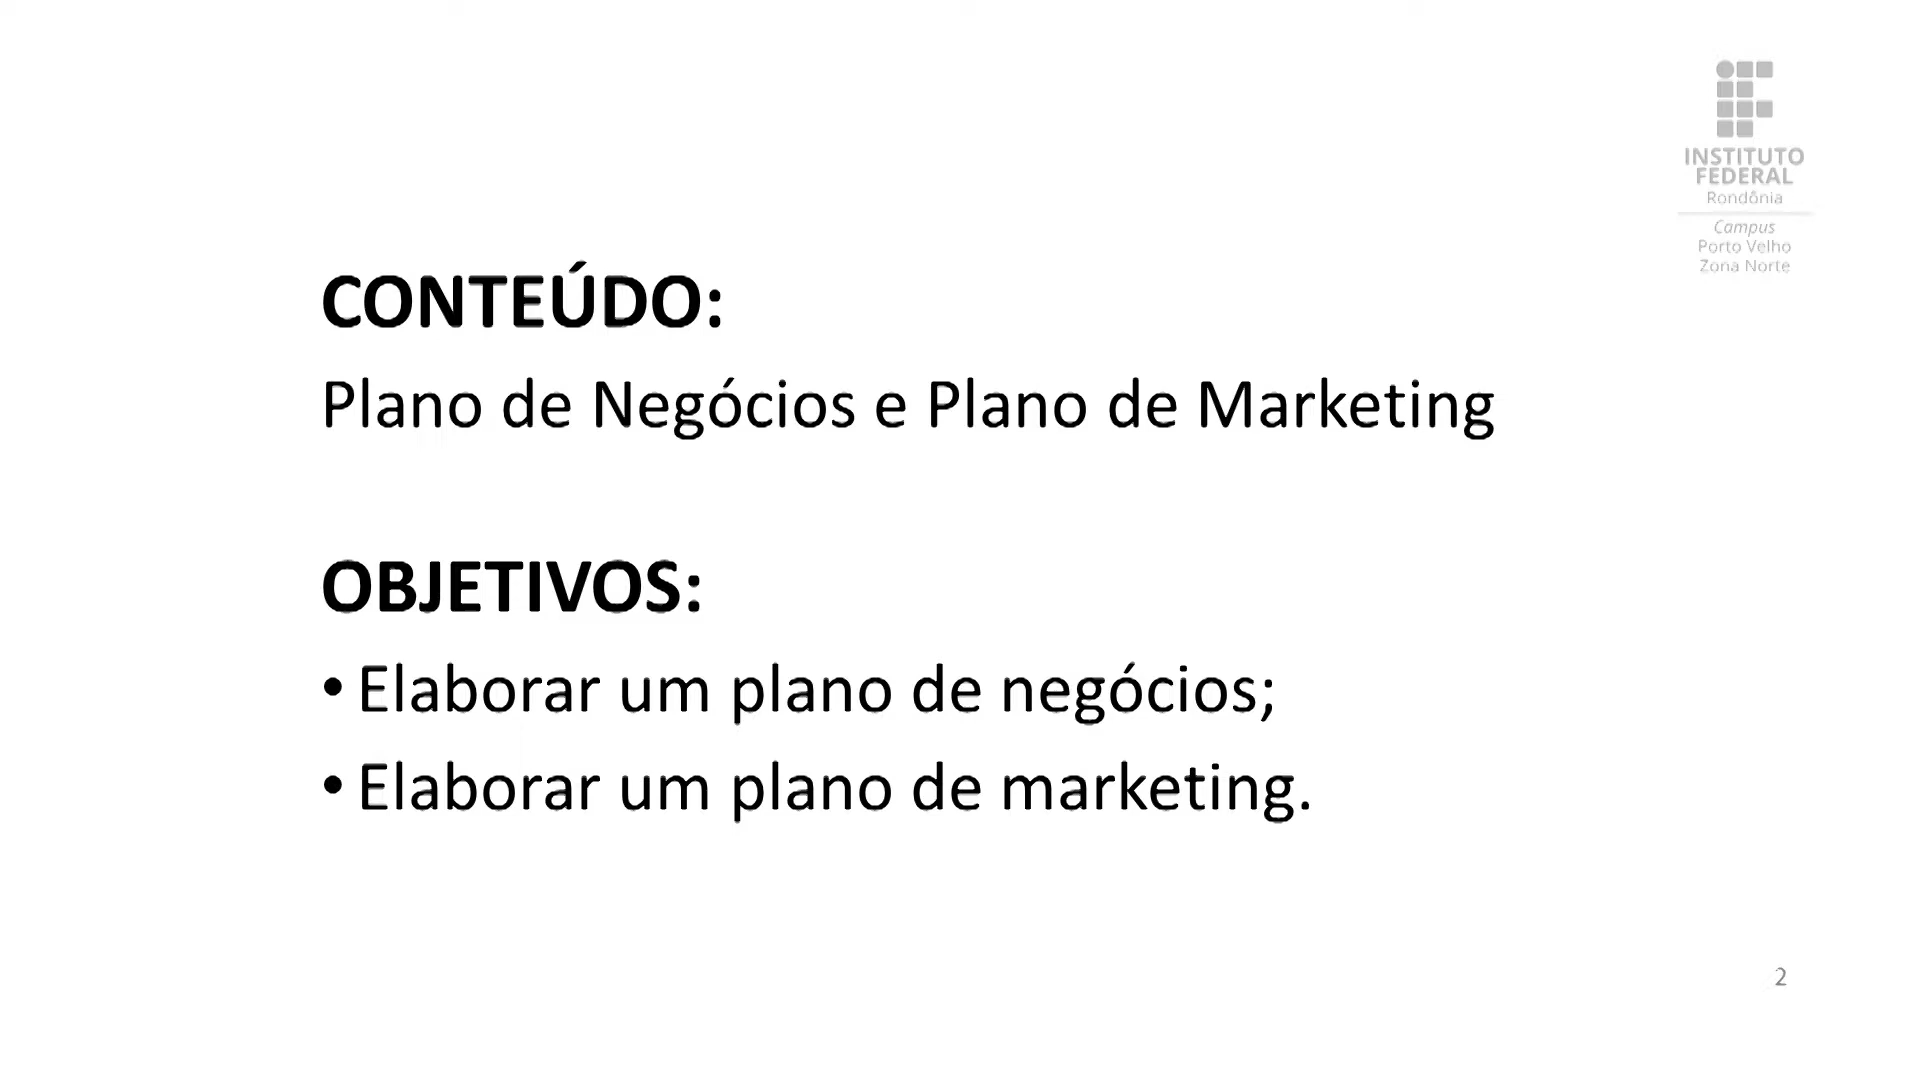 INSTITUTO
FEDERAL
Rondônia
Campus
Porto Velho
Zona Norte
CONTEÚDO:
Plano de Negócios e Plano de Marketing
OBJETIVOS:
• Elaborar um plano de negócios;
• Elaborar um plano de marketing.
2